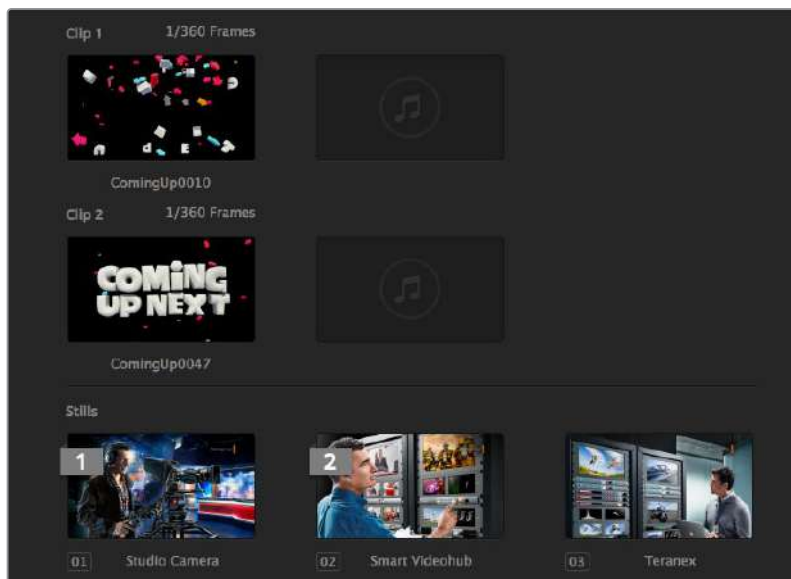 Clip 1 1/360 Frames
ComingUp0010
Clip 2 1/360 Frames
COMING
UP NEXT
ComingUp0047
Stills
1 2
01 Studio Camera 02 Smart Videohub 03 Teranex